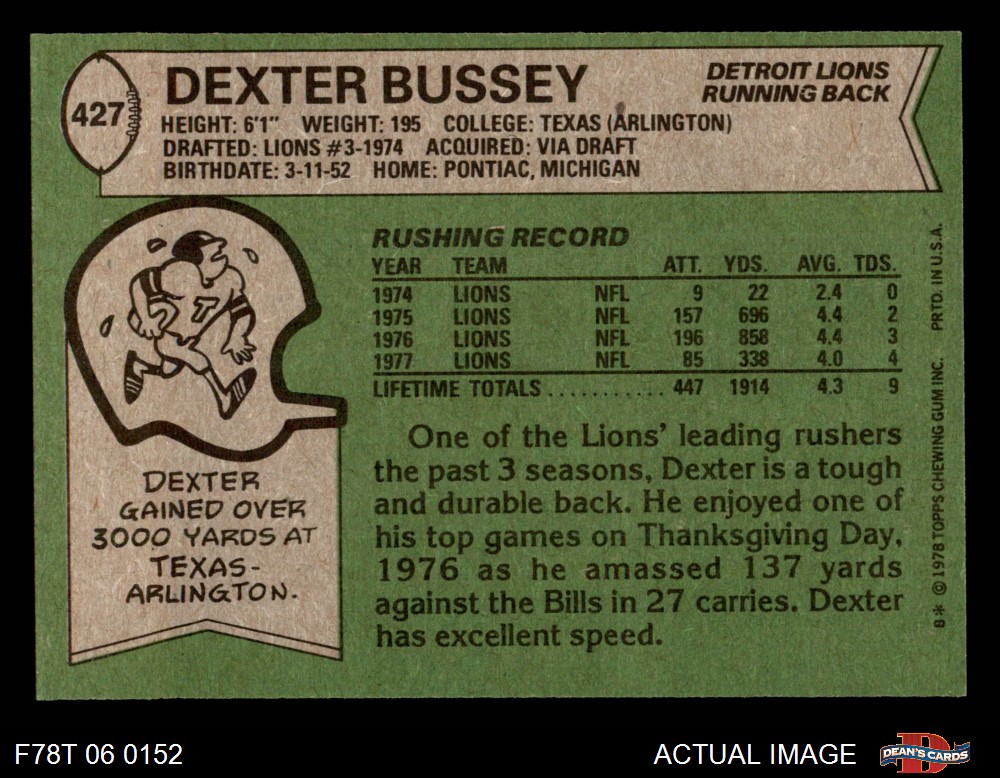 427
DEXTER BUSSEY
DETROIT LIONS
RUNNING BACK
HEIGHT: 6'1" WEIGHT: 195 COLLEGE: TEXAS (ARLINGTON)
DRAFTED: LIONS #3-1974 ACQUIRED: VIA DRAFT
BIRTHDATE: 3-11-52 HOME: PONTIAC, MICHIGAN
T
DEXTER
GAINED OVER
3000 YARDS AT
TEXAS-
ARLINGTON.
RUSHING RECORD
YEAR TEAM ATT. YDS. AVG. TDS.
1974 LIONS NFL 9 22 2.4 0
1975 LIONS NFL 157 696 4.4 2
1976 LIONS NFL 196 858 4.4 3
1977 LIONS NFL 85 338 4.0 4
LIFETIME TOTALS........... 447 1914 4.3 9
One of the Lions' leading rushers
the past 3 seasons, Dexter is a tough
and durable back. He enjoyed one of
his top games on Thanksgiving Day,
1976 as he amassed 137 yards
against the Bills in 27 carries. Dexter
has excellent speed.
8* © 1978 TOPPS CHEWING GUM INC. PRTD. IN U.S.A.
F78T 06 0152
ACTUAL IMAGE
D
DEAN'S CARDS